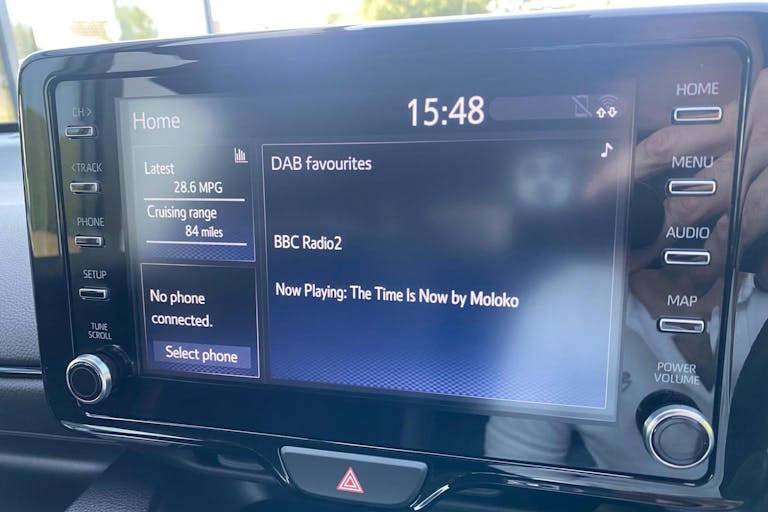 CH >
< TRACK
PHONE
SETUP
TUNE
SCROLL
Home
15:48
Latest
28.6 MPG
Cruising range
84 miles
No phone
connected.
Select phone
DAB favourites
BBC Radio2
Now Playing: The Time Is Now by Moloko
HOME
MENU
AUDIO
MAP
POWER
VOLUME